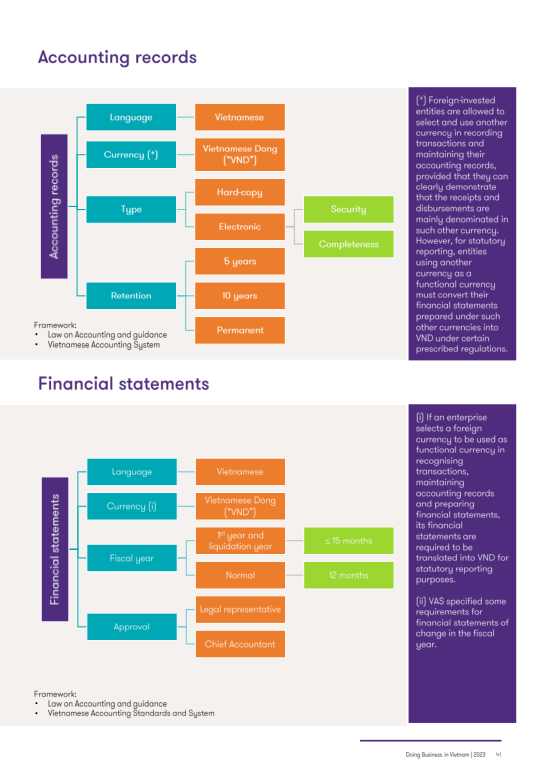 Accounting records
Accounting records
Language
Vietnamese
Currency (*)
Vietnamese Dong
("VND")
Type
Hard-copy
Electronic
Security
Completeness
Retention
5 years
10 years
Permanent
Framework:
• Law on Accounting and guidance
• Vietnamese Accounting System
(*) Foreign-invested
entities are allowed to
select and use another
currency in recording
transactions and
maintaining their
accounting records,
provided that they can
clearly demonstrate
that the receipts and
disbursements are
mainly denominated in
such other currency.
However, for statutory
reporting, entities
using another
currency as a
functional currency
must convert their
financial statements
prepared under such
other currencies into
VND under certain
prescribed regulations.
Financial statements
Financial statements
Language
Vietnamese
Currency (i)
Vietnamese Dong
("VND")
Fiscal year
1st year and
liquidation year
≤ 15 months
Normal
12 months
Approval
Legal representative
Chief Accountant
Framework:
• Law on Accounting and guidance
• Vietnamese Accounting Standards and System
(i) If an enterprise
selects a foreign
currency to be used as
functional currency in
recognising
transactions,
maintaining
accounting records
and preparing
financial statements,
its financial
statements are
required to be
translated into VND for
statutory reporting
purposes.
(ii) VAS specified some
requirements for
financial statements of
change in the fiscal
year.
Doing Business in Vietnam | 2023 41